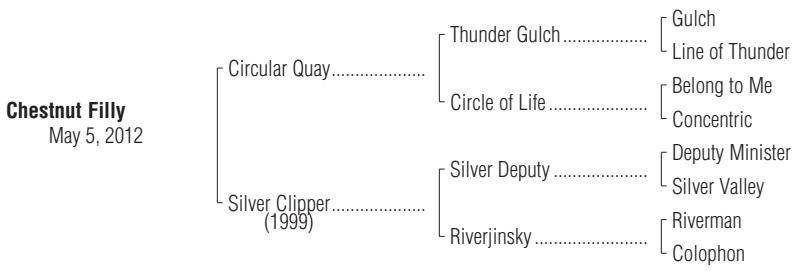 Gulch
Thunder Gulch...................
Line of Thunder
Circular Quay.....................
Belong to Me
Circle of Life ......................
Concentric
Chestnut Filly
May 5, 2012
Deputy Minister
Silver Deputy .....................
Silver Valley
Silver Clipper.....................
(1999)
Riverman
Riverjinsky .........................
Colophon